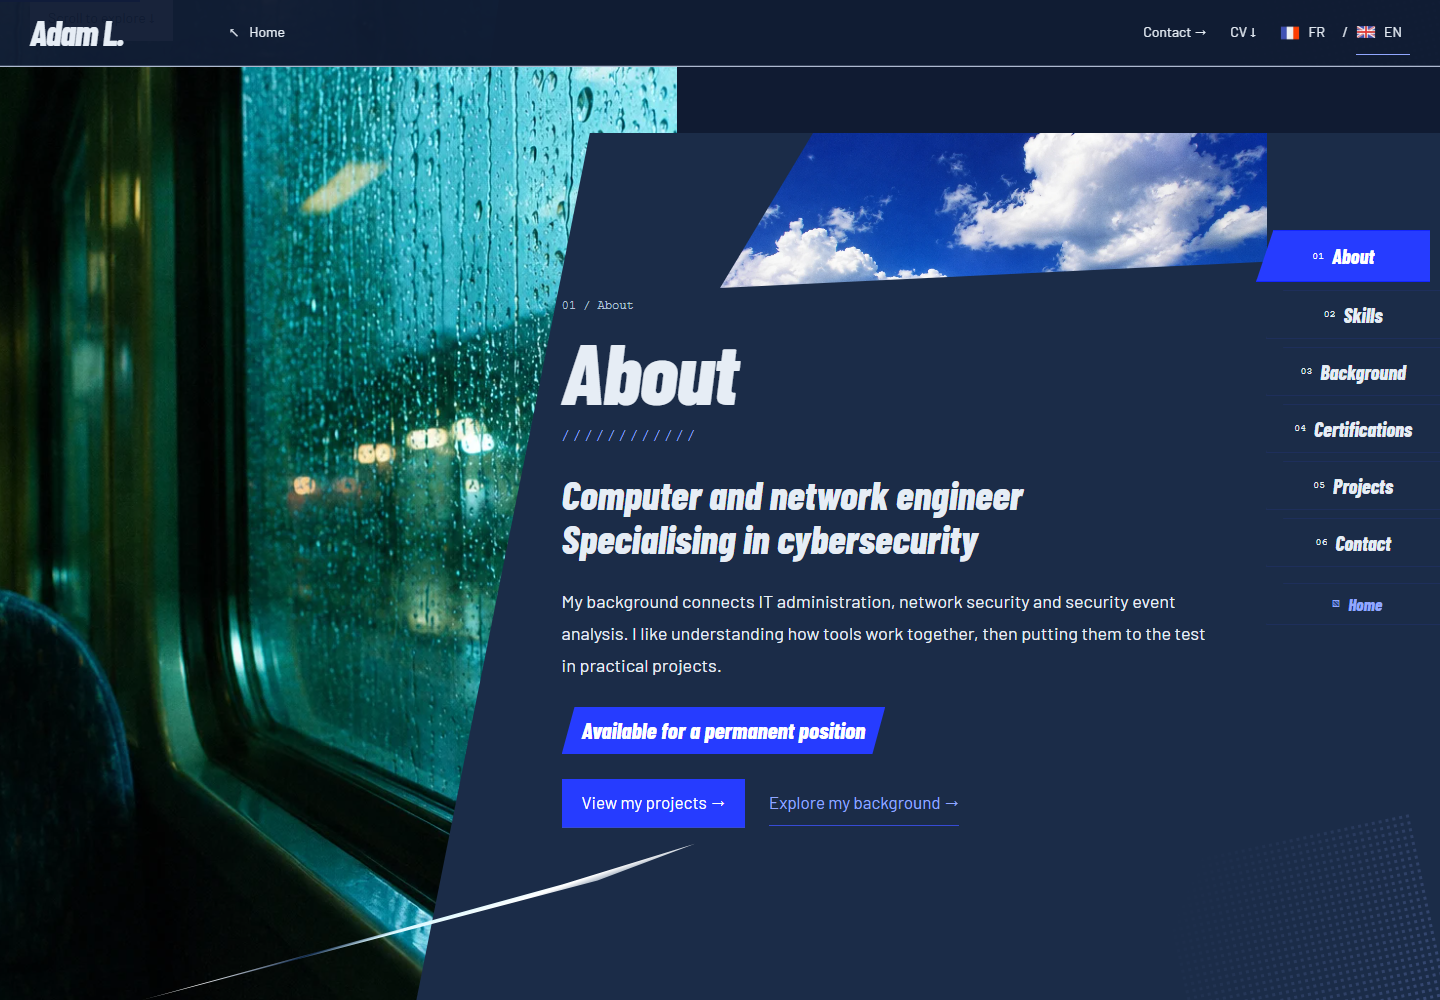 Adam L.
↖ Home
Contact →
CV ↓
FR / EN
01 / About
About
////////////
Computer and network engineer
Specialising in cybersecurity
My background connects IT administration, network security and security event
analysis. I like understanding how tools work together, then putting them to the test
in practical projects.
Available for a permanent position
View my projects →
Explore my background →
01 About
02 Skills
03 Background
04 Certifications
05 Projects
06 Contact
Home